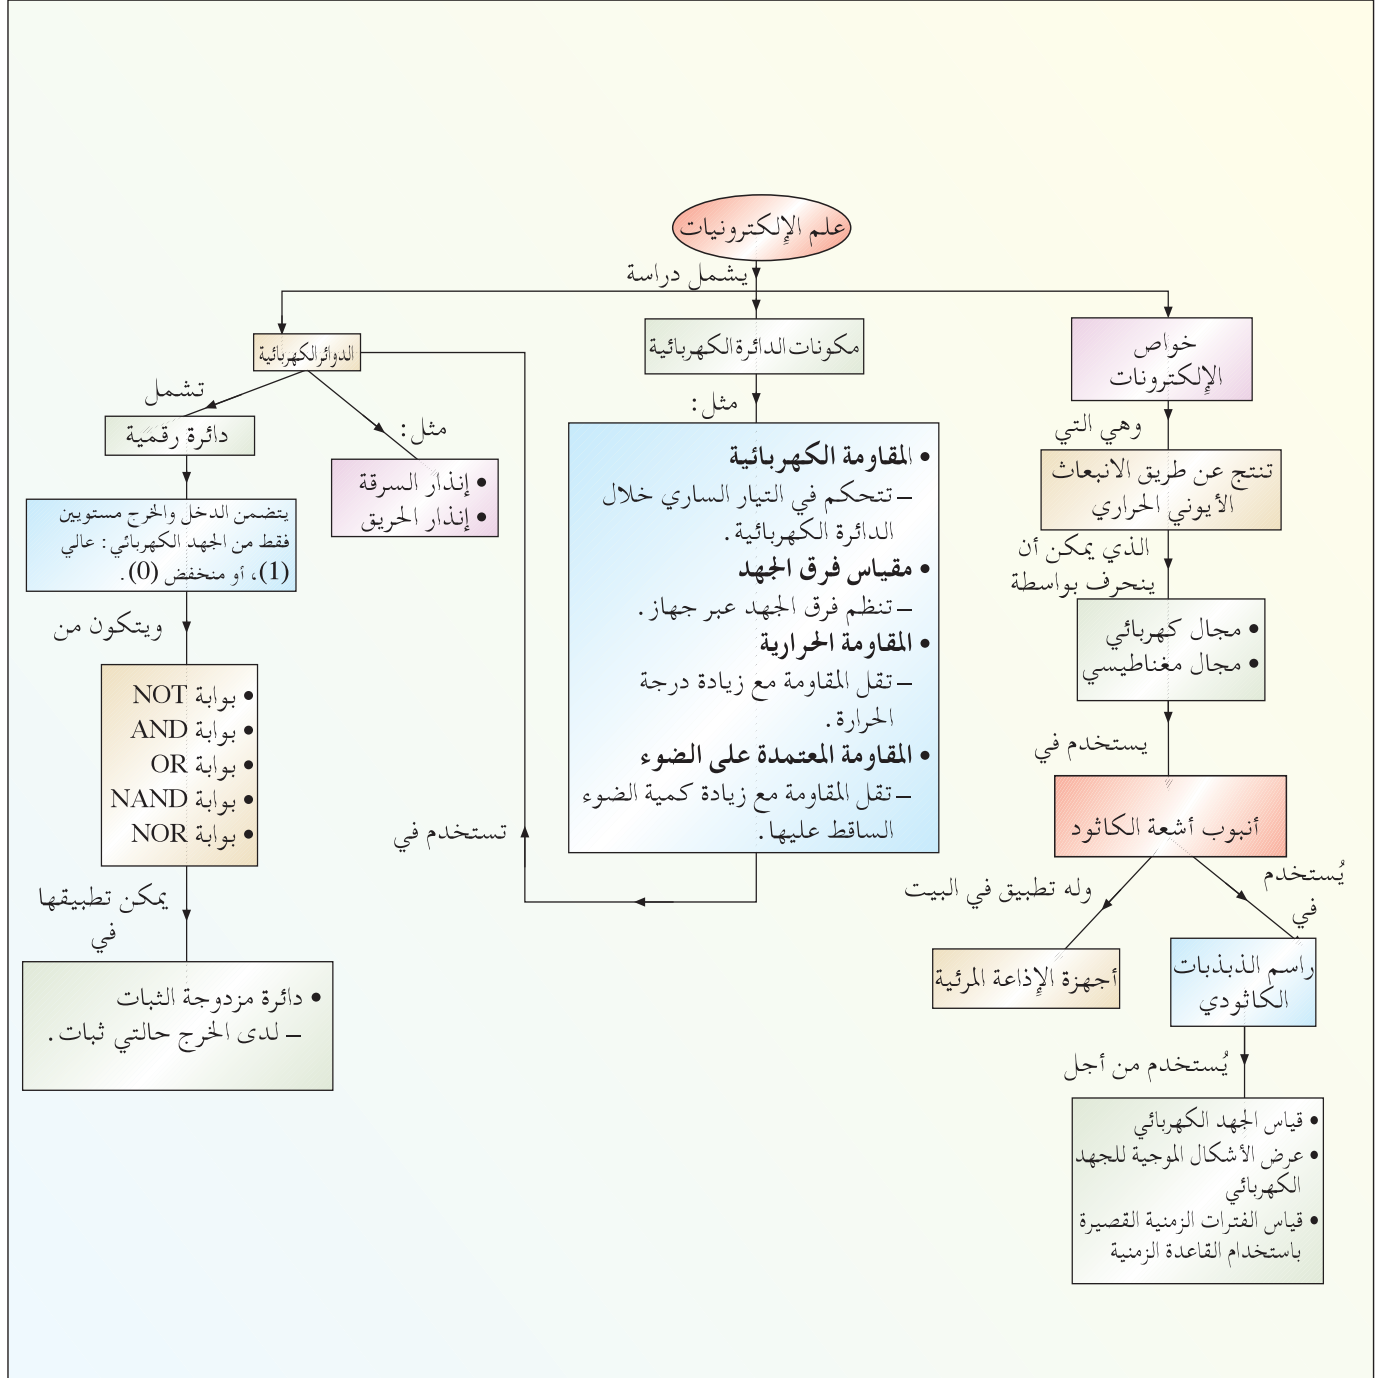 علم الإلكترونيات
يشمل دراسة
خواص
الإلكترونات
وهي التي
تنتج عن طريق الانبعاث
الأيوني الحراري
الذي يمكن أن
ينحرف بواسطة
• مجال كهربائي
• مجال مغناطيسي
يستخدم في
أنبوب أشعة الكاثود
يُستخدم
في
راسم الذبذبات
الكاثودي
يُستخدم من أجل
• قياس الجهد الكهربائي
• عرض الأشكال الموجية للجهد
الكهربائي
• قياس الفترات الزمنية القصيرة
باستخدام القاعدة الزمنية
وله تطبيق في البيت
أجهزة الإذاعة المرئية
مكونات الدائرة الكهربائية
مثل:
• المقاومة الكهربائية
– تتحكم في التيار الساري خلال
الدائرة الكهربائية.
• مقياس فرق الجهد
– تنظم فرق الجهد عبر جهاز.
• المقاومة الحرارية
– تقل المقاومة مع زيادة درجة
الحرارة.
• المقاومة المعتمدة على الضوء
– تقل المقاومة مع زيادة كمية الضوء
الساقط عليها.
تستخدم في
الدوائر الكهربائية
مثل:
• إنذار السرقة
• إنذار الحريق
تشمل
دائرة رقمية
يتضمن الدخل والخرج مستويين
فقط من الجهد الكهربائي: عالي
(1)، أو منخفض (0).
ويتكون من
• بوابة NOT
• بوابة AND
• بوابة OR
• بوابة NAND
• بوابة NOR
يمكن تطبيقها
في
• دائرة مزدوجة الثبات
– لدى الخرج حالتي ثبات.